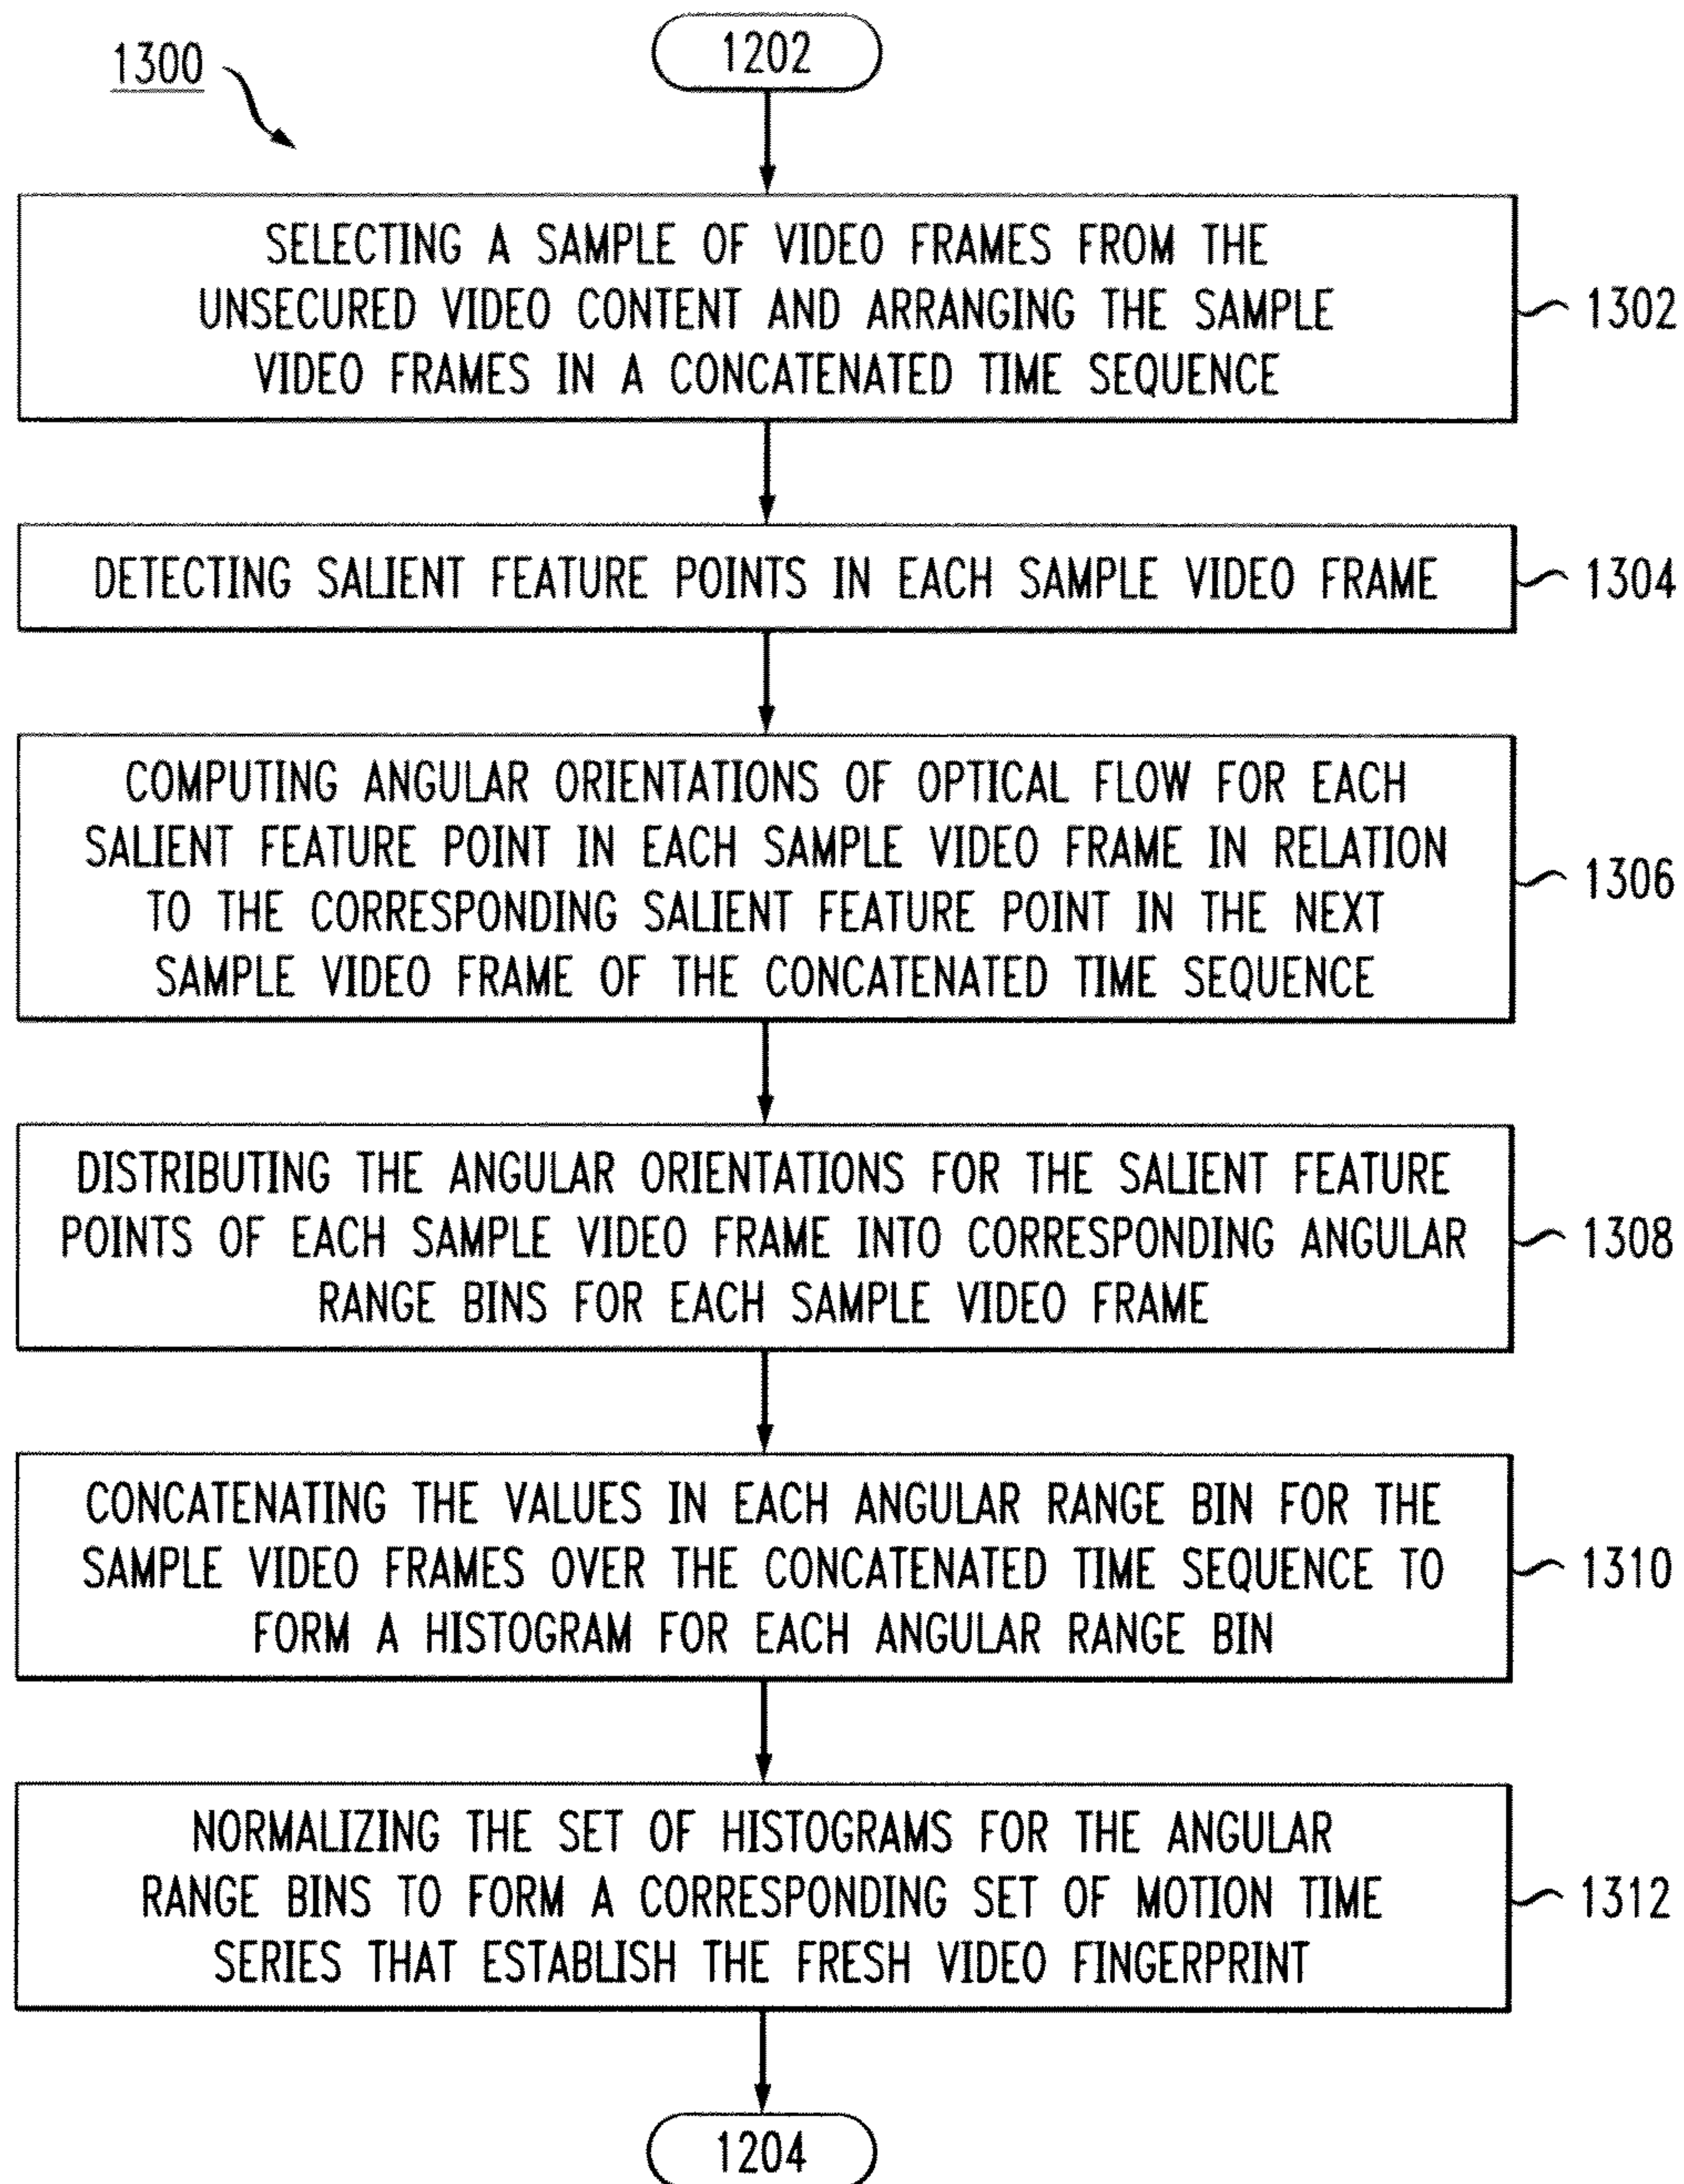 1300
1202
SELECTING A SAMPLE OF VIDEO FRAMES FROM THE
UNSECURED VIDEO CONTENT AND ARRANGING THE SAMPLE
VIDEO FRAMES IN A CONCATENATED TIME SEQUENCE
1302
DETECTING SALIENT FEATURE POINTS IN EACH SAMPLE VIDEO FRAME
1304
COMPUTING ANGULAR ORIENTATIONS OF OPTICAL FLOW FOR EACH
SALIENT FEATURE POINT IN EACH SAMPLE VIDEO FRAME IN RELATION
TO THE CORRESPONDING SALIENT FEATURE POINT IN THE NEXT
SAMPLE VIDEO FRAME OF THE CONCATENATED TIME SEQUENCE
1306
DISTRIBUTING THE ANGULAR ORIENTATIONS FOR THE SALIENT FEATURE
POINTS OF EACH SAMPLE VIDEO FRAME INTO CORRESPONDING ANGULAR
RANGE BINS FOR EACH SAMPLE VIDEO FRAME
1308
CONCATENATING THE VALUES IN EACH ANGULAR RANGE BIN FOR THE
SAMPLE VIDEO FRAMES OVER THE CONCATENATED TIME SEQUENCE TO
FORM A HISTOGRAM FOR EACH ANGULAR RANGE BIN
1310
NORMALIZING THE SET OF HISTOGRAMS FOR THE ANGULAR
RANGE BINS TO FORM A CORRESPONDING SET OF MOTION TIME
SERIES THAT ESTABLISH THE FRESH VIDEO FINGERPRINT
1312
1204